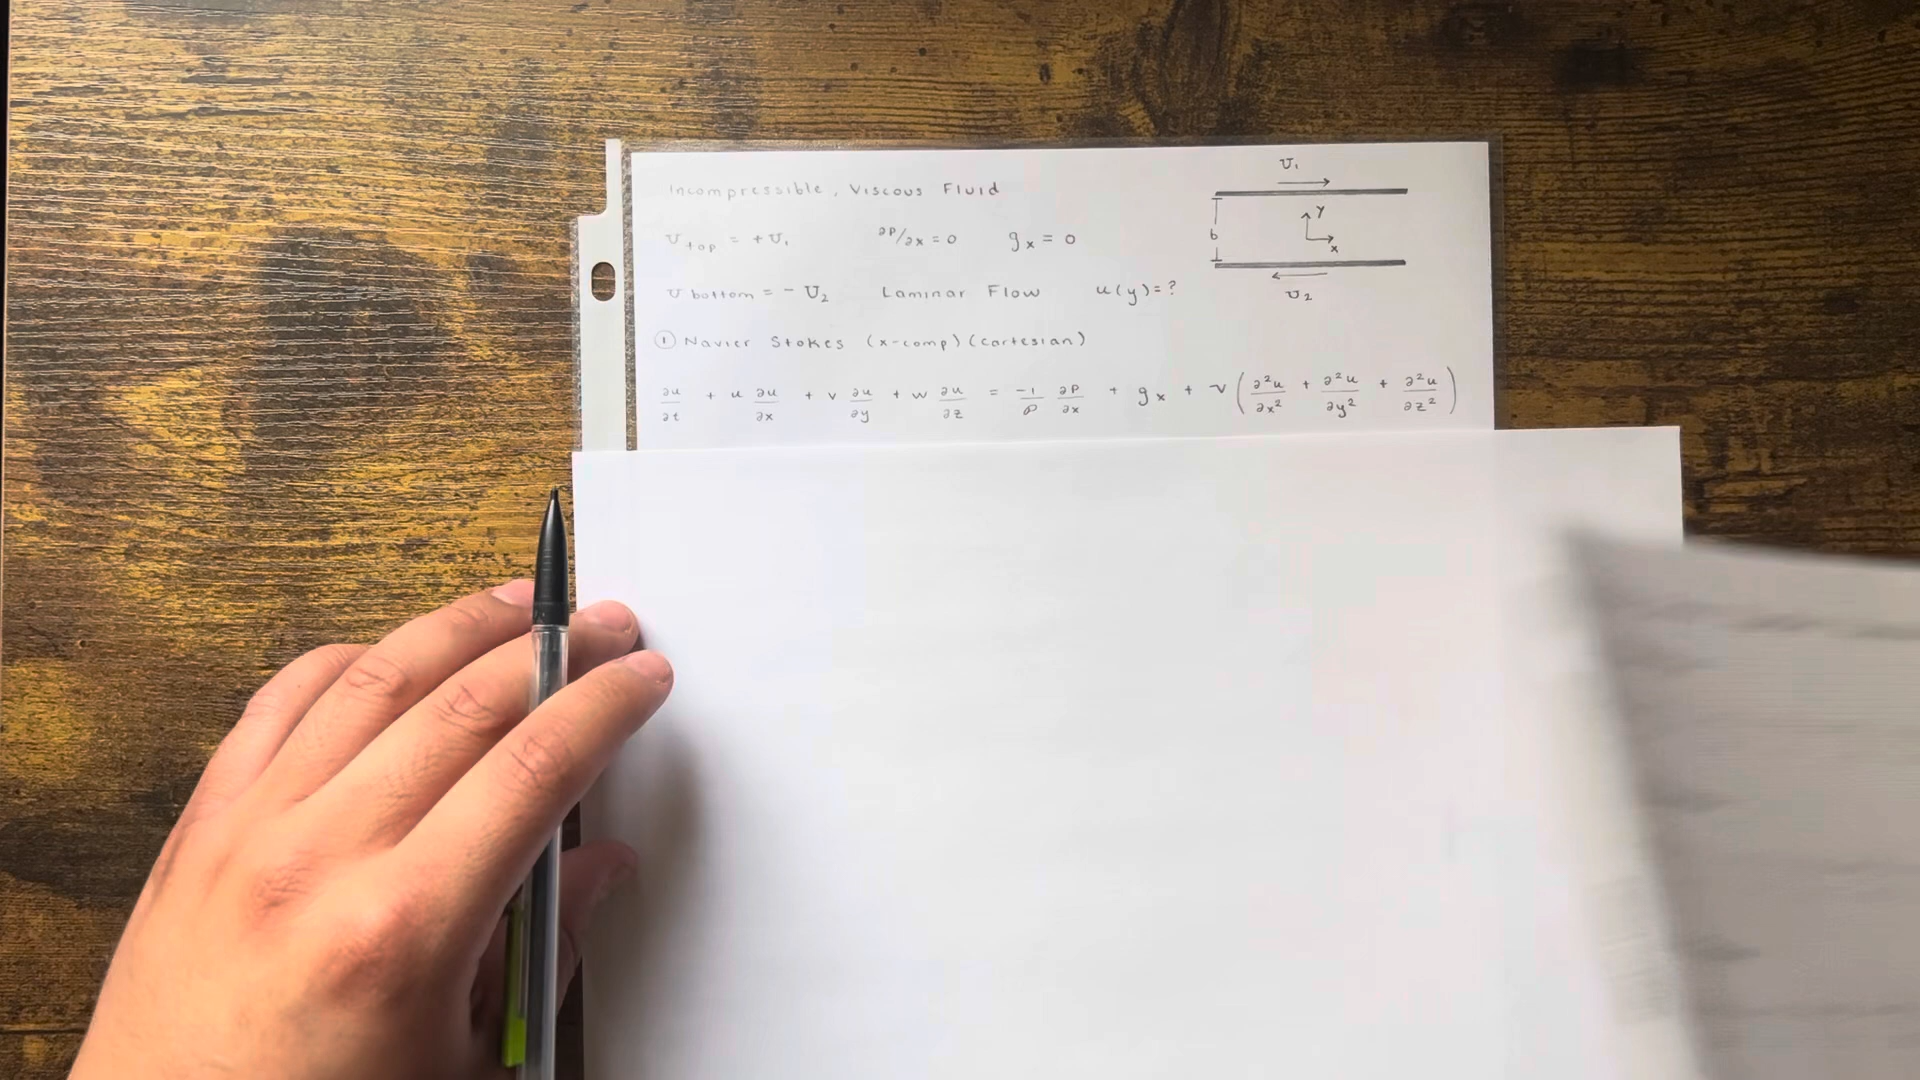 Incompressible, Viscous Fluid
U top = +U₁ ∂P/∂x = 0 gx = 0
U bottom = - U₂ Laminar Flow u(y)=?
U₁
y
b
x
U₂
① Navier Stokes (x-comp)(cartesian)
∂u/∂t + u ∂u/∂x + v ∂u/∂y + w ∂u/∂z = -1/ρ ∂P/∂x + gx + ν(∂²u/∂x² + ∂²u/∂y² + ∂²u/∂z²)